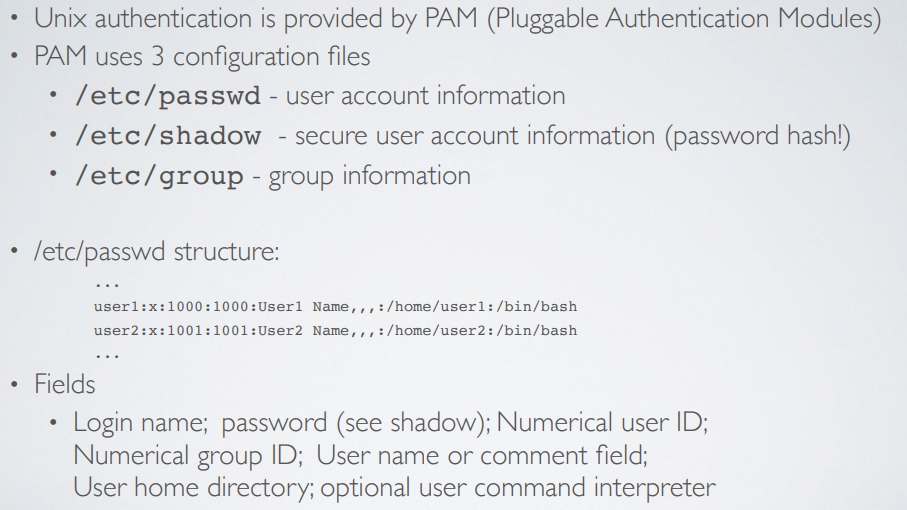 • Unix authentication is provided by PAM (Pluggable Authentication Modules)
• PAM uses 3 configuration files
• /etc/passwd - user account information
• /etc/shadow - secure user account information (password hash!)
• /etc/group - group information
• /etc/passwd structure:
...
user1:x:1000:1000:User1 Name,,,:/home/user1:/bin/bash
user2:x:1001:1001:User2 Name,,,:/home/user2:/bin/bash
...
• Fields
• Login name; password (see shadow); Numerical user ID;
Numerical group ID; User name or comment field;
User home directory; optional user command interpreter